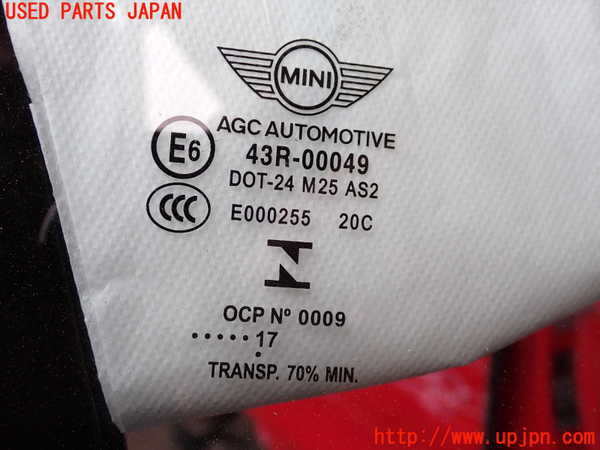 USED PARTS JAPAN
MINI
AGC AUTOMOTIVE
E6 43R-00049
DOT-24 M25 AS2
CCC E000255 20C
OCP Nº 0009
.....17
.
TRANSP. 70% MIN.
http://www.upjpn.com/